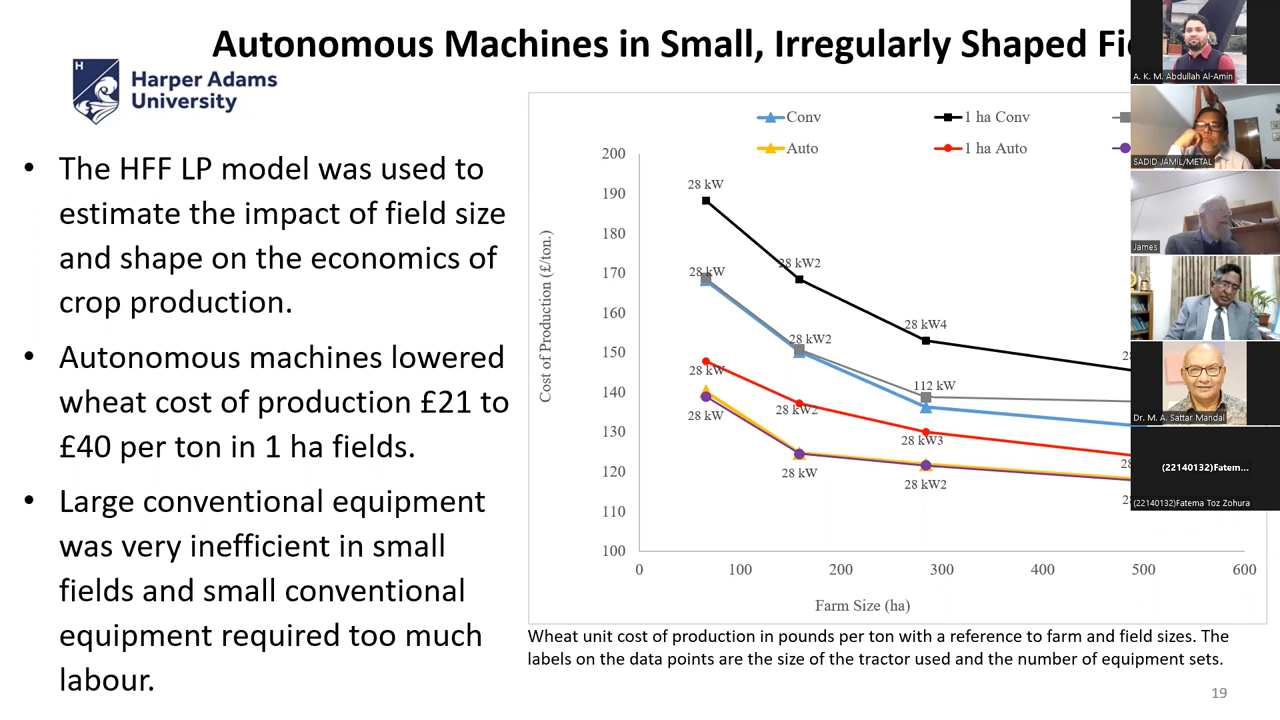 Autonomous Machines in Small, Irregularly Shaped
H
Harper Adams
University
• The HFF LP model was used to
estimate the impact of field size
and shape on the economics of
crop production.
• Autonomous machines lowered
wheat cost of production £21 to
£40 per ton in 1 ha fields.
• Large conventional equipment
was very inefficient in small
fields and small conventional
equipment required too much
labour.
Conv
1 ha Conv
Auto
1 ha Auto
Cost of Production (£/ton.)
200
190
180
170
160
150
140
130
120
110
100
28 kW
28 kW2
28 kW4
28 kW
28 kW2
112 kW
28 kW
28 kW2
28 kW3
28 kW
28 kW
28 kW2
0
100
200
300
400
500
600
Farm Size (ha)
Wheat unit cost of production in pounds per ton with a reference to farm and field sizes. The
labels on the data points are the size of the tractor used and the number of equipment sets.
19
A. K. M. Abdullah Al-Amin
SADID JAMIL/METAL
James
Dr. M. A. Sattar Mandal
(22140132)Fatem...
(22140132)Fatema Toz Zohura